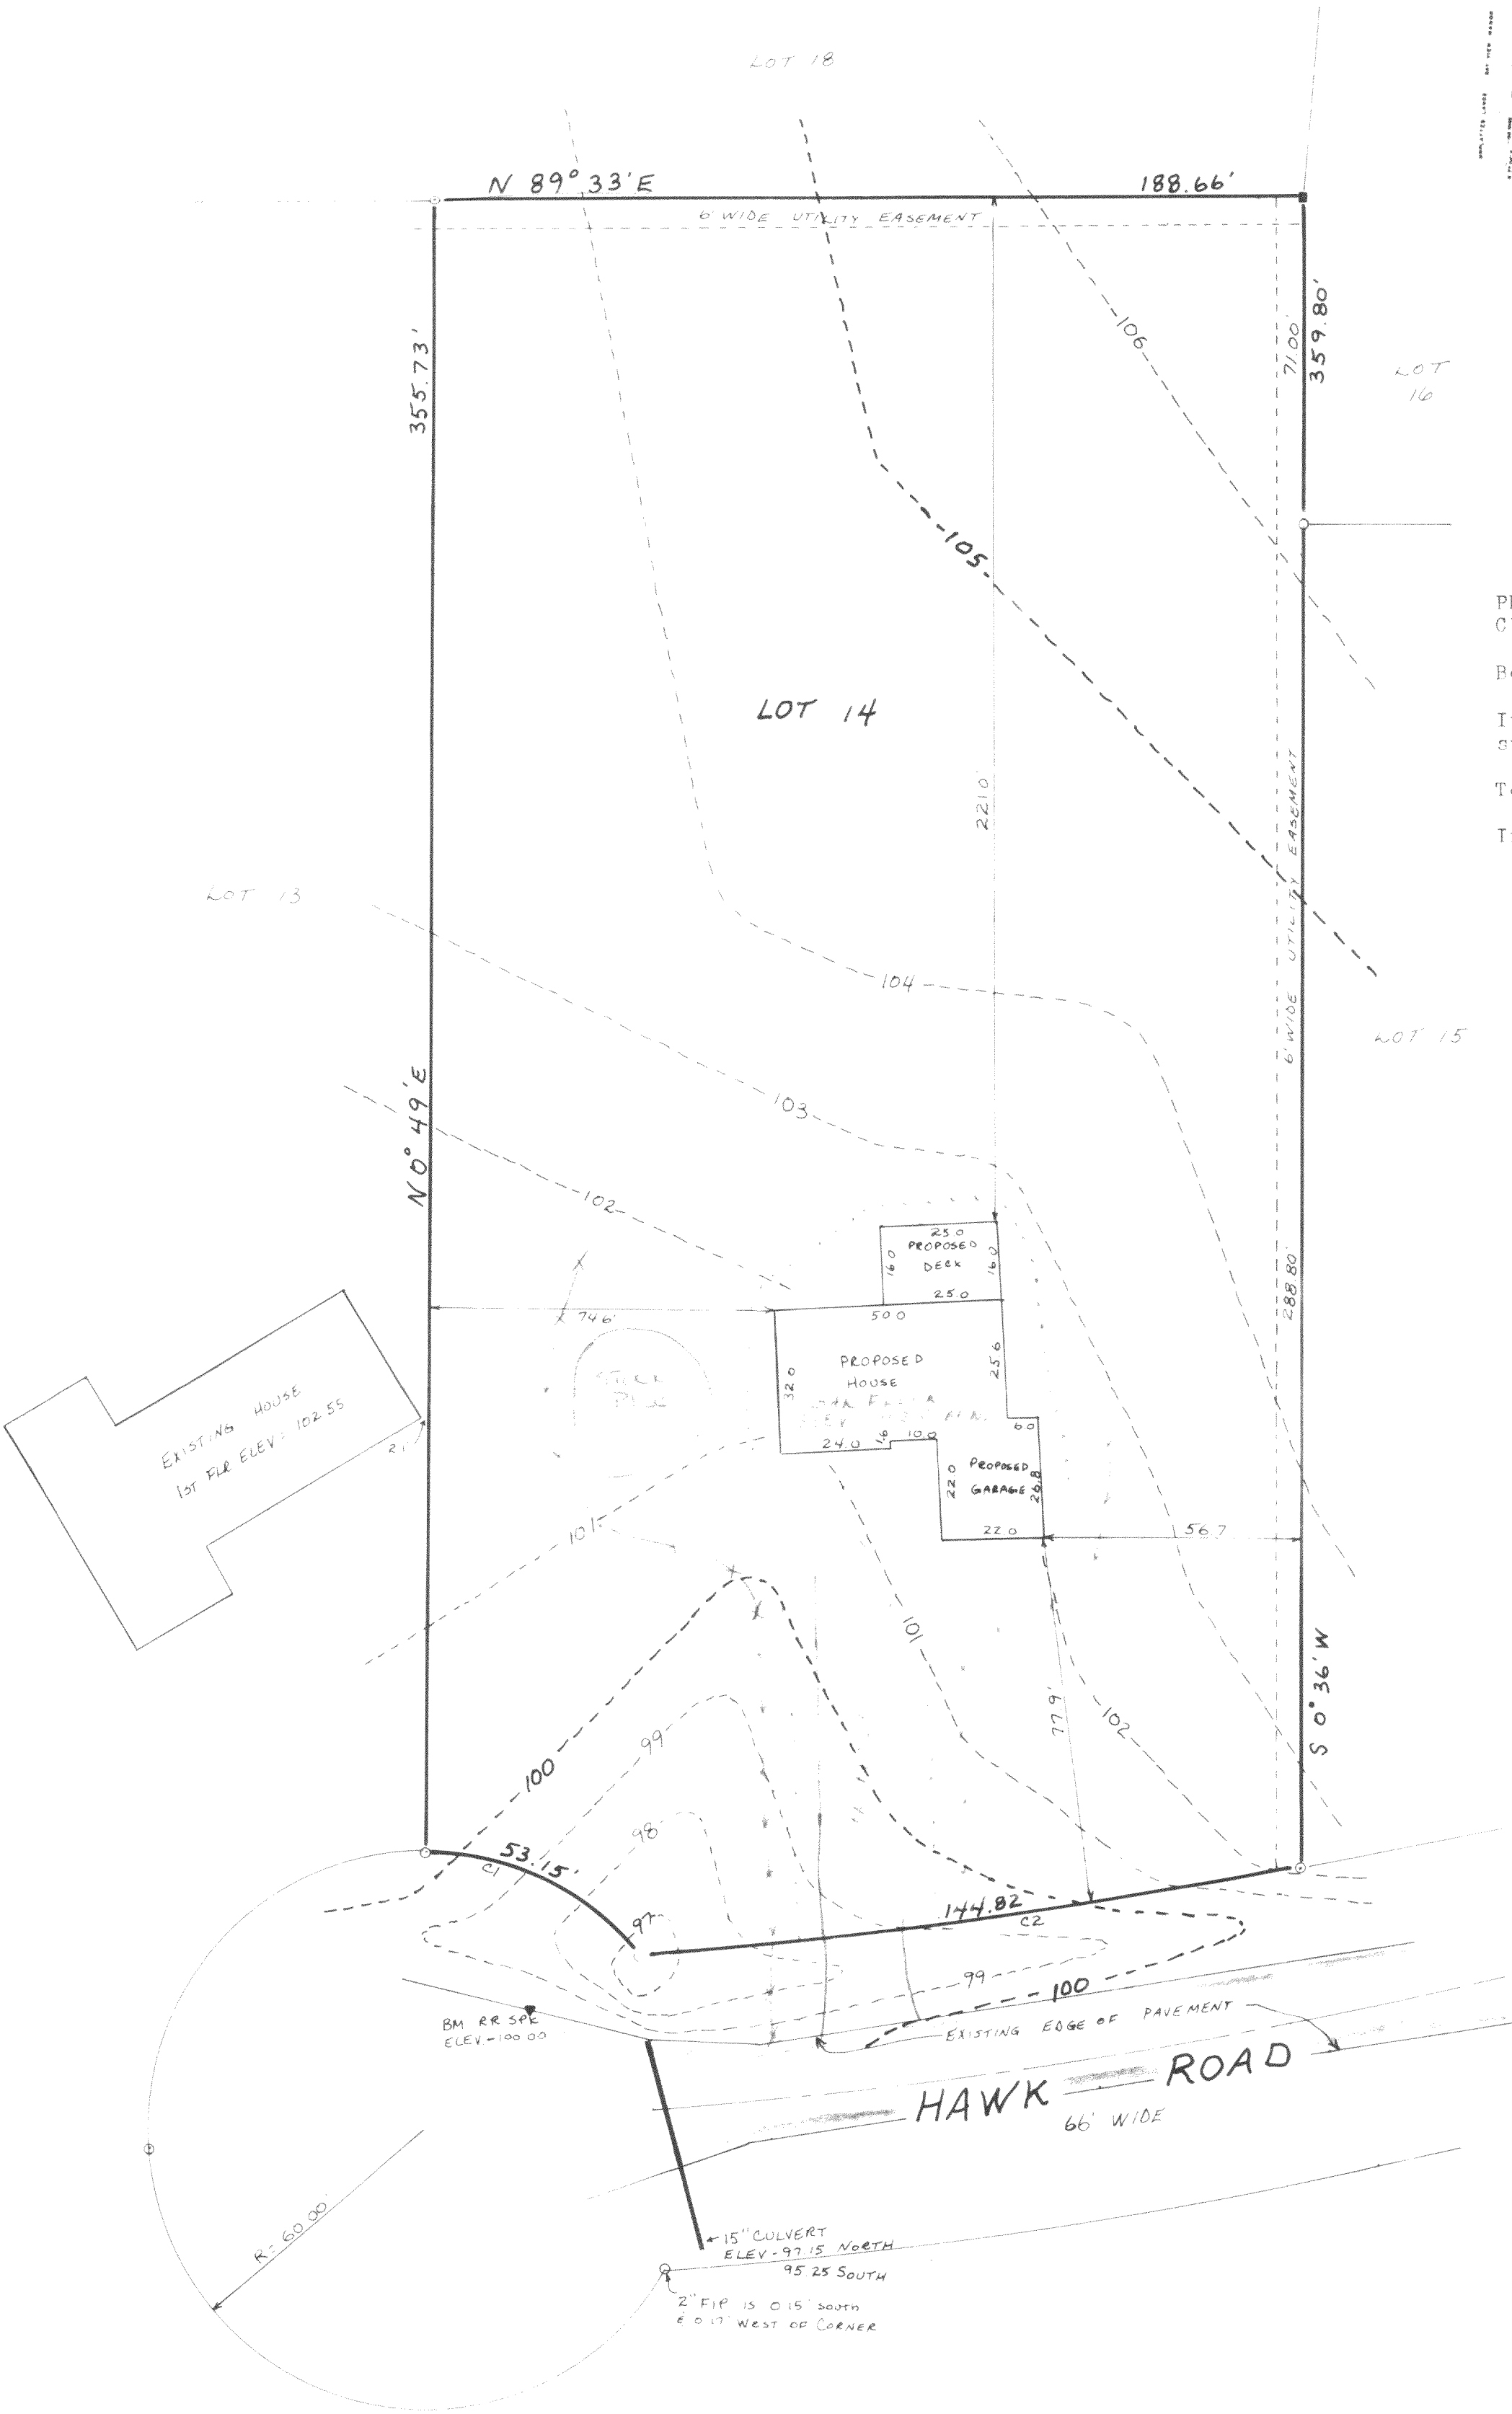 LOT 18
N 89° 33' E
188.66'
6' WIDE UTILITY EASEMENT
355.73'
71.00'
359.80'
106
LOT
16
105
LOT 14
221.0'
6' WIDE UTILITY EASEMENT
LOT 13
104
LOT 15
103
N 0° 49' E
102
25.0
PROPOSED
DECK
16.0
16.0
25.0
50.0
288.80'
74.6'
PROPOSED
HOUSE
32.0
25.6
EXISTING HOUSE
1ST FLR ELEV = 102.55
2.1'
6.0
24.0
1.6
10.0
PROPOSED
GARAGE
22.0
26.8
22.0
56.7
101
101
S 0° 36' W
77.9'
102
99
100
98
53.15'
C1
97
144.82
C2
99
100
BM RR SPK
ELEV - 100.00
EXISTING EDGE OF PAVEMENT
HAWK ROAD
66' WIDE
R = 60.00'
15" CULVERT
ELEV - 97.15 NORTH
95.25 SOUTH
2" FIP IS 0.15' SOUTH
& 0.17' WEST OF CORNER